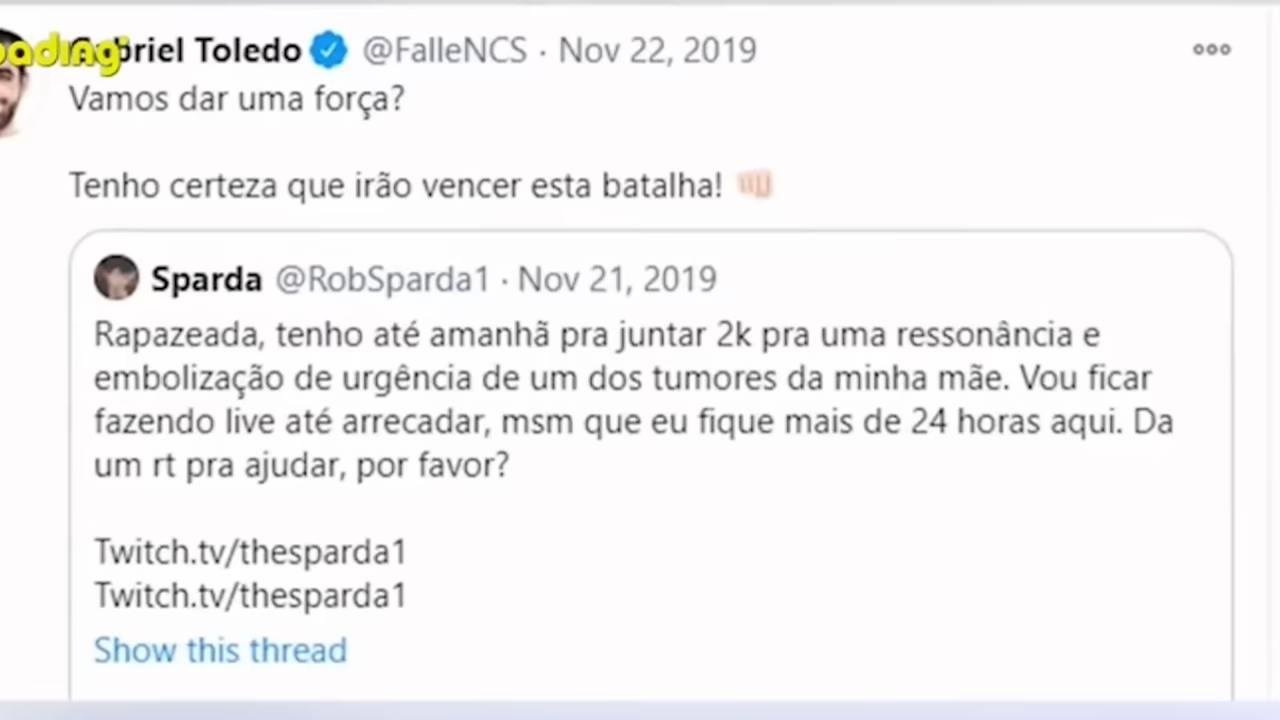 Gabriel Toledo @FalleNCS · Nov 22, 2019
Vamos dar uma força?
Tenho certeza que irão vencer esta batalha! 👊🏻
Sparda @RobSparda1 · Nov 21, 2019
Rapazeada, tenho até amanhã pra juntar 2k pra uma ressonância e
embolização de urgência de um dos tumores da minha mãe. Vou ficar
fazendo live até arrecadar, msm que eu fique mais de 24 horas aqui. Da
um rt pra ajudar, por favor?
Twitch.tv/thesparda1
Twitch.tv/thesparda1
Show this thread